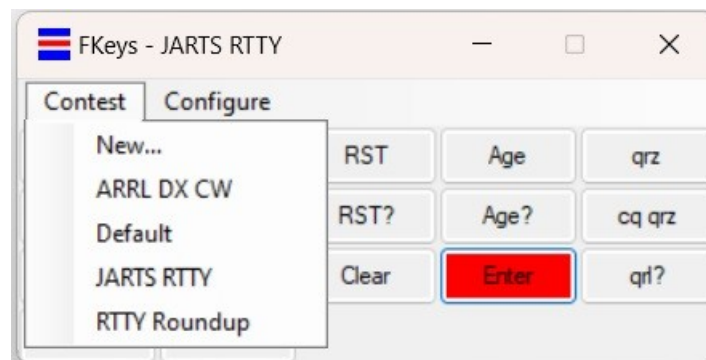 FKeys - JARTS RTTY
Contest Configure
New...
ARRL DX CW
Default
JARTS RTTY
RTTY Roundup
RST Age qrz
RST? Age? cq qrz
Clear Enter qrl?